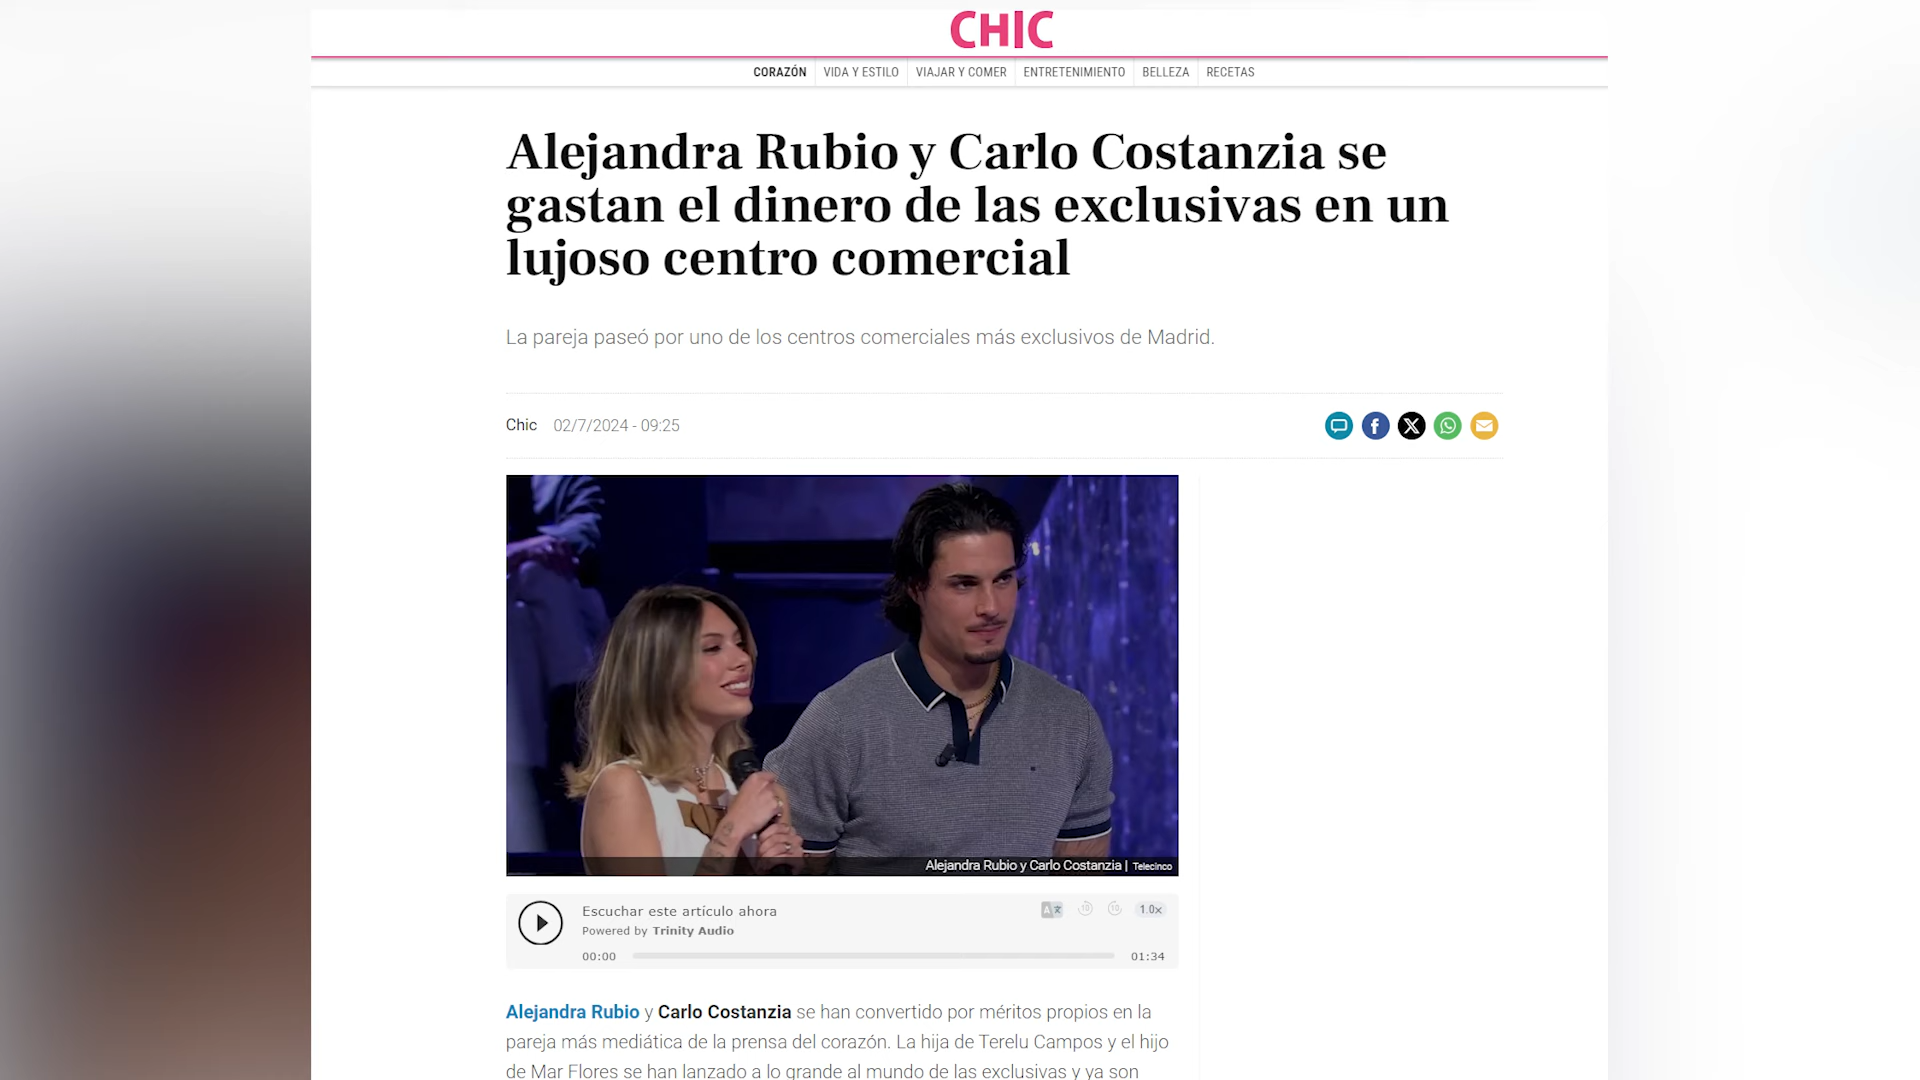 CHIC
CORAZÓN VIDA Y ESTILO VIAJAR Y COMER ENTRETENIMIENTO BELLEZA RECETAS
Alejandra Rubio y Carlo Costanzia se
gastan el dinero de las exclusivas en un
lujoso centro comercial
La pareja paseó por uno de los centros comerciales más exclusivos de Madrid.
Chic 02/7/2024 - 09:25
Alejandra Rubio y Carlo Costanzia | Telecinco
Escuchar este artículo ahora
10 10 1.0x
Powered by Trinity Audio
00:00 01:34
Alejandra Rubio y Carlo Costanzia se han convertido por méritos propios en la
pareja más mediática de la prensa del corazón. La hija de Terelu Campos y el hijo
de Mar Flores se han lanzado a lo grande al mundo de las exclusivas y ya son